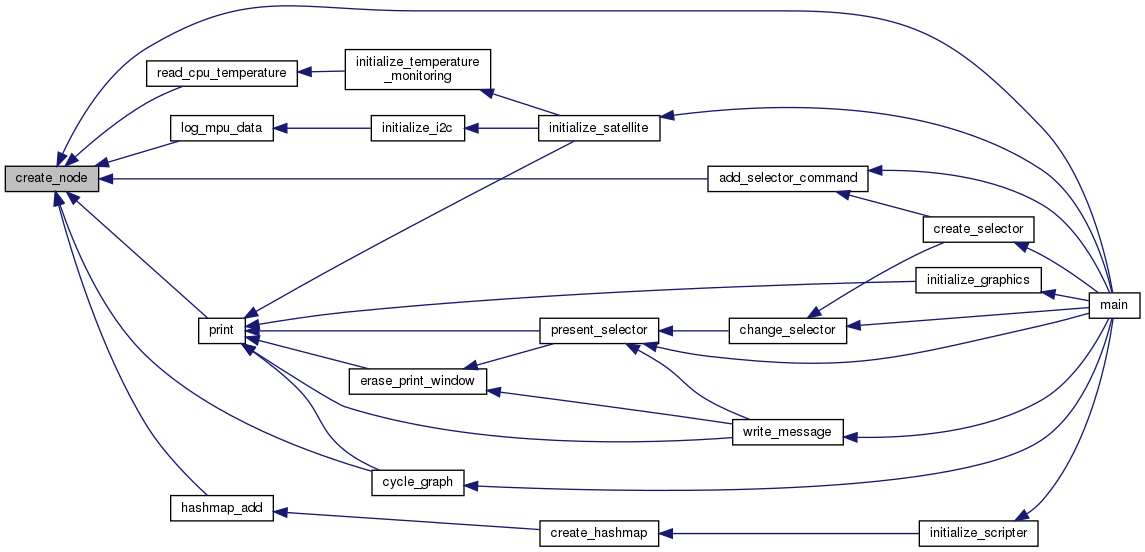 initialize_temperature
_monitoring
read_cpu_temperature
log_mpu_data
initialize_i2c
initialize_satellite
create_node
add_selector_command
create_selector
initialize_graphics
main
print
present_selector
change_selector
erase_print_window
write_message
cycle_graph
hashmap_add
create_hashmap
initialize_scripter